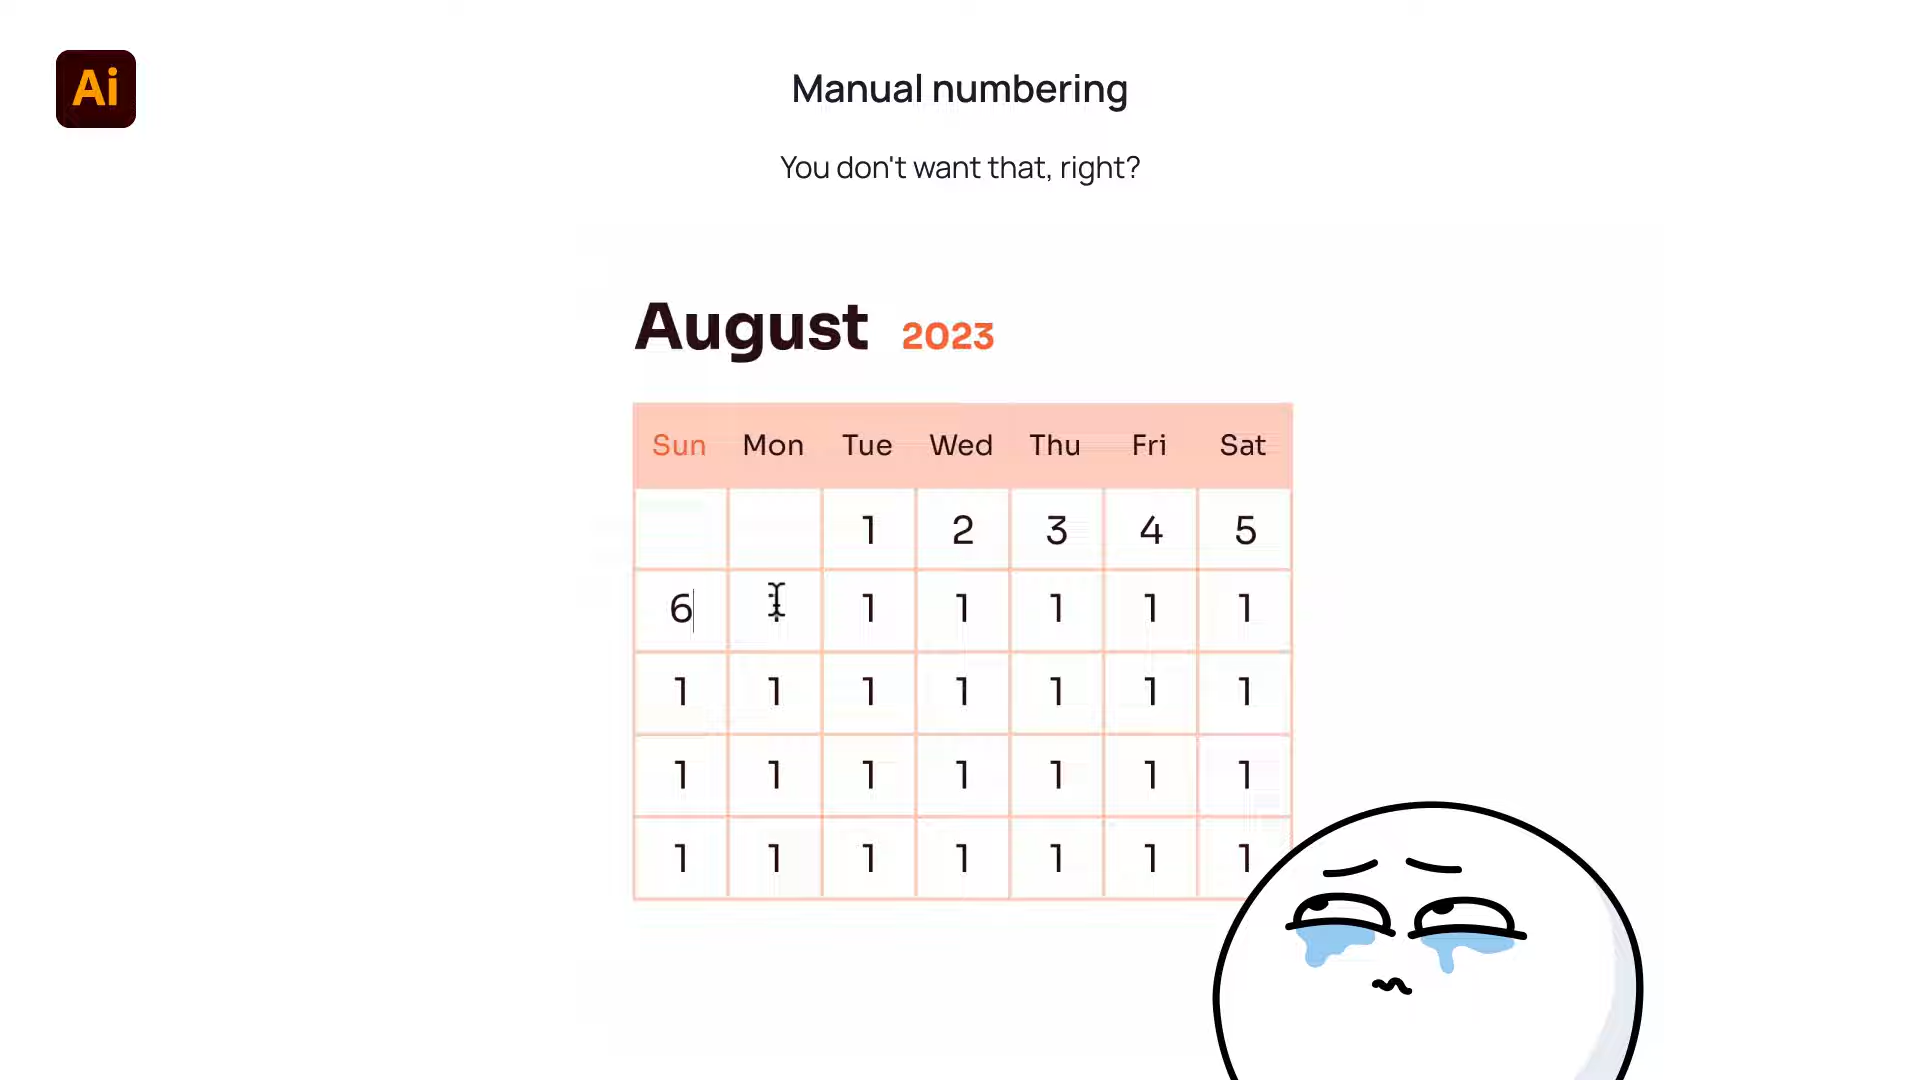 Ai
Manual numbering
You don't want that, right?
August 2023
Sun Mon Tue Wed Thu Fri Sat
1 2 3 4 5
6 1 1 1 1 1
1 1 1 1 1 1 1
1 1 1 1 1 1 1
1 1 1 1 1 1 1